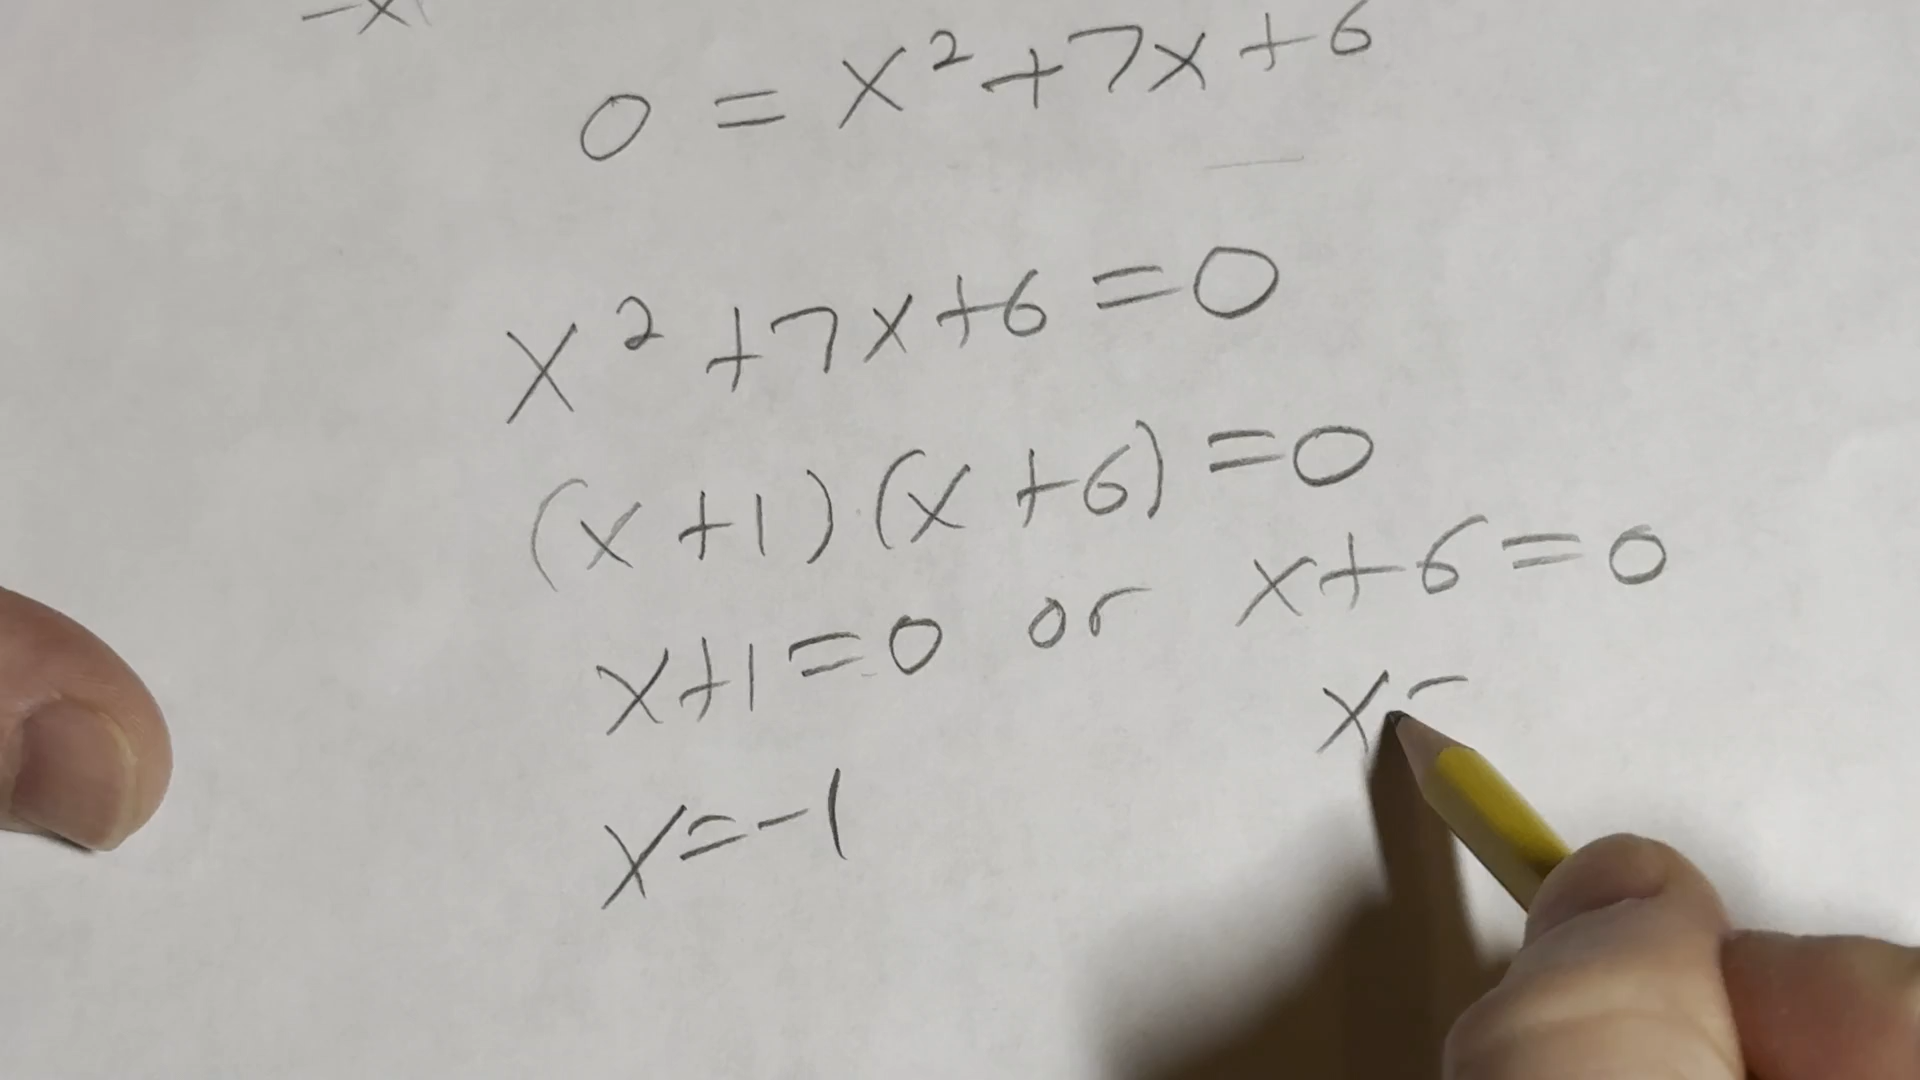 -x
0 = x² + 7x + 6
x² + 7x + 6 = 0
(x + 1)(x + 6) = 0
x + 1 = 0 or x + 6 = 0
x = -1 x